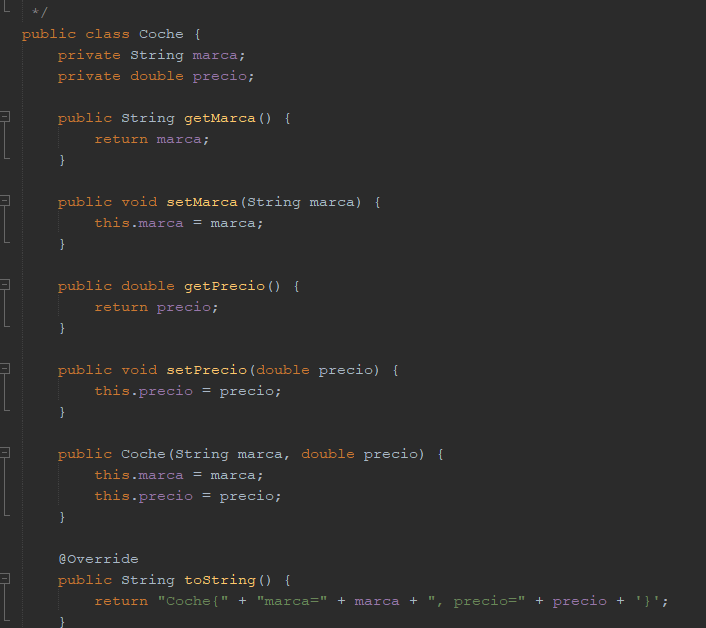 */
public class Coche {
    private String marca;
    private double precio;

    public String getMarca() {
        return marca;
    }

    public void setMarca(String marca) {
        this.marca = marca;
    }

    public double getPrecio() {
        return precio;
    }

    public void setPrecio(double precio) {
        this.precio = precio;
    }

    public Coche(String marca, double precio) {
        this.marca = marca;
        this.precio = precio;
    }

    @Override
    public String toString() {
        return "Coche{" + "marca=" + marca + ", precio=" + precio + '}';
    }